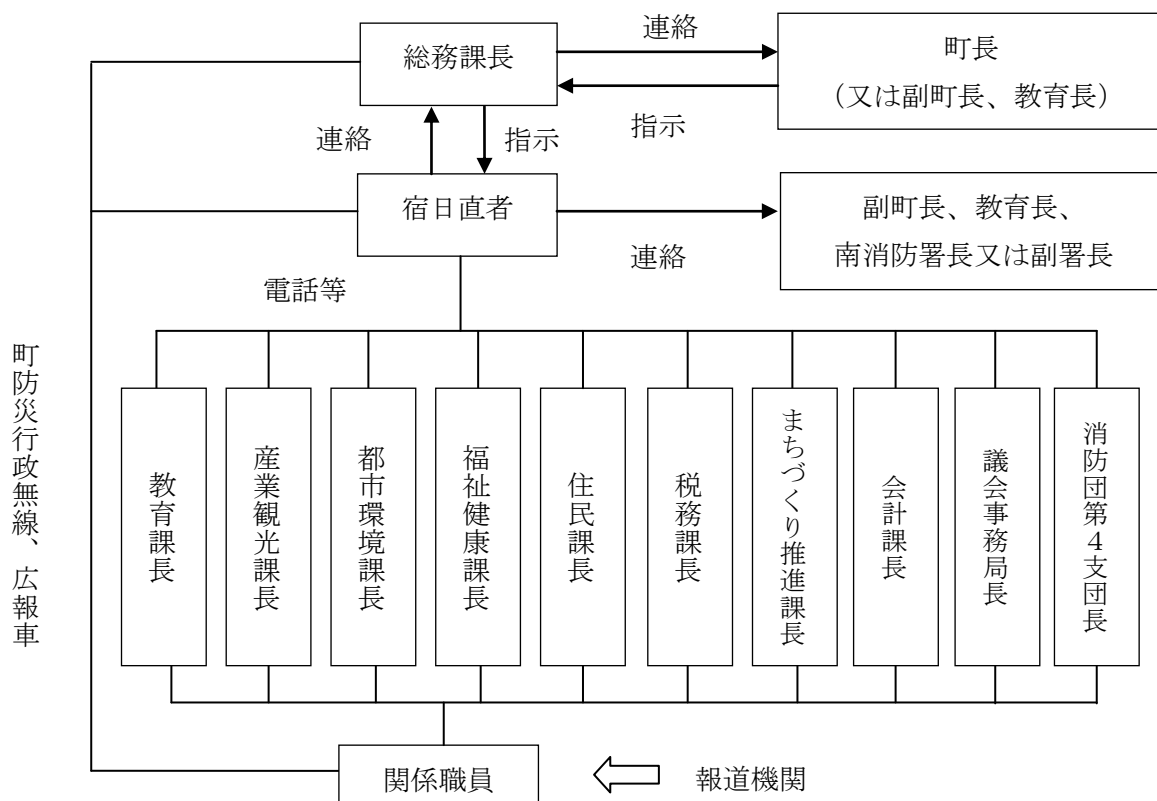 総務課長
連絡
町長
(又は副町長、教育長)
指示
連絡
指示
宿日直者
副町長、教育長、
南消防署長又は副署長
連絡
電話等
町防災行政無線、広報車
教育課長
産業観光課長
都市環境課長
福祉健康課長
住民課長
税務課長
まちづくり推進課長
会計課長
議会事務局長
消防団第4支団長
関係職員
報道機関